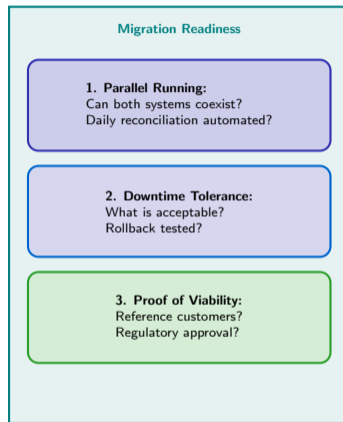 Migration Readiness
1. Parallel Running:
Can both systems coexist?
Daily reconciliation automated?
2. Downtime Tolerance:
What is acceptable?
Rollback tested?
3. Proof of Viability:
Reference customers?
Regulatory approval?